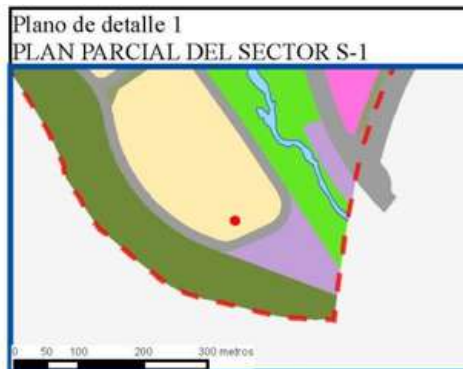 Plano de detalle 1
PLAN PARCIAL DEL SECTOR S-1
0 50 100 200 300 metros